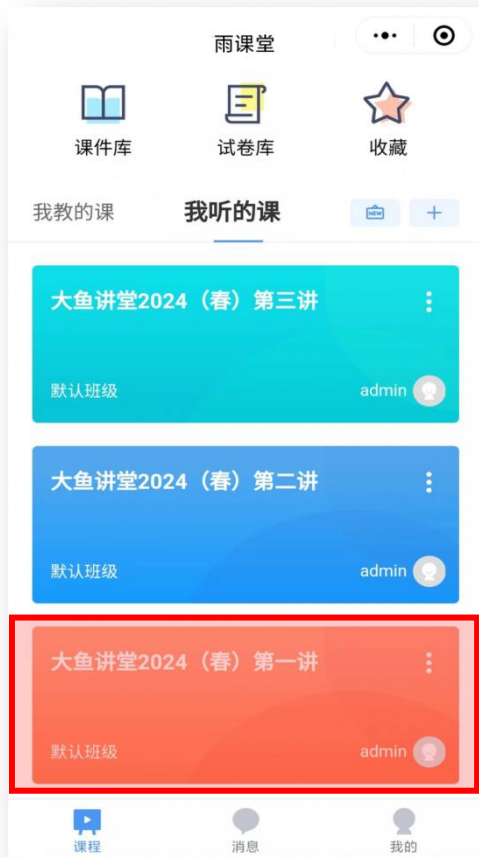 雨课堂
课件库 试卷库 收藏
我教的课 我听的课 NEW
大鱼讲堂2024（春）第三讲
默认班级 admin
大鱼讲堂2024（春）第二讲
默认班级 admin
大鱼讲堂2024（春）第一讲
默认班级 admin
课程 消息 我的